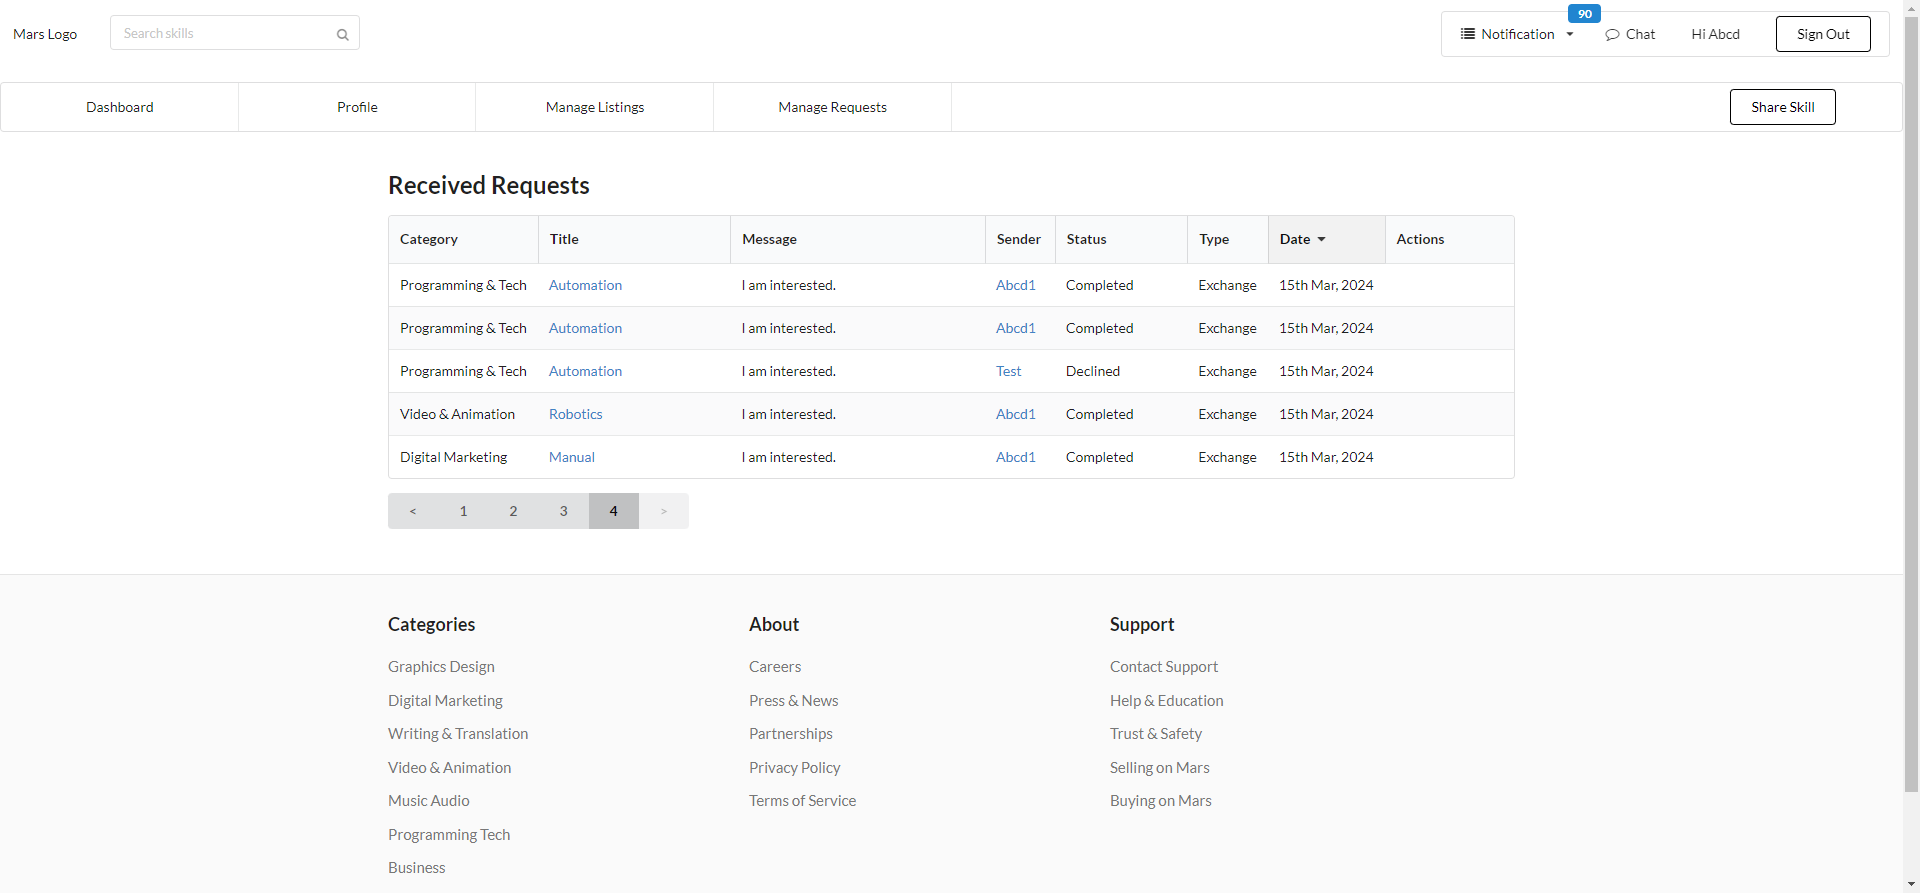 90
Mars Logo
Search skills
Notification Chat Hi Abcd Sign Out
Dashboard Profile Manage Listings Manage Requests Share Skill
Received Requests
Category Title Message Sender Status Type Date Actions
Programming & Tech Automation I am interested. Abcd1 Completed Exchange 15th Mar, 2024
Programming & Tech Automation I am interested. Abcd1 Completed Exchange 15th Mar, 2024
Programming & Tech Automation I am interested. Test Declined Exchange 15th Mar, 2024
Video & Animation Robotics I am interested. Abcd1 Completed Exchange 15th Mar, 2024
Digital Marketing Manual I am interested. Abcd1 Completed Exchange 15th Mar, 2024
< 1 2 3 4 >
Categories
Graphics Design
Digital Marketing
Writing & Translation
Video & Animation
Music Audio
Programming Tech
Business
About
Careers
Press & News
Partnerships
Privacy Policy
Terms of Service
Support
Contact Support
Help & Education
Trust & Safety
Selling on Mars
Buying on Mars